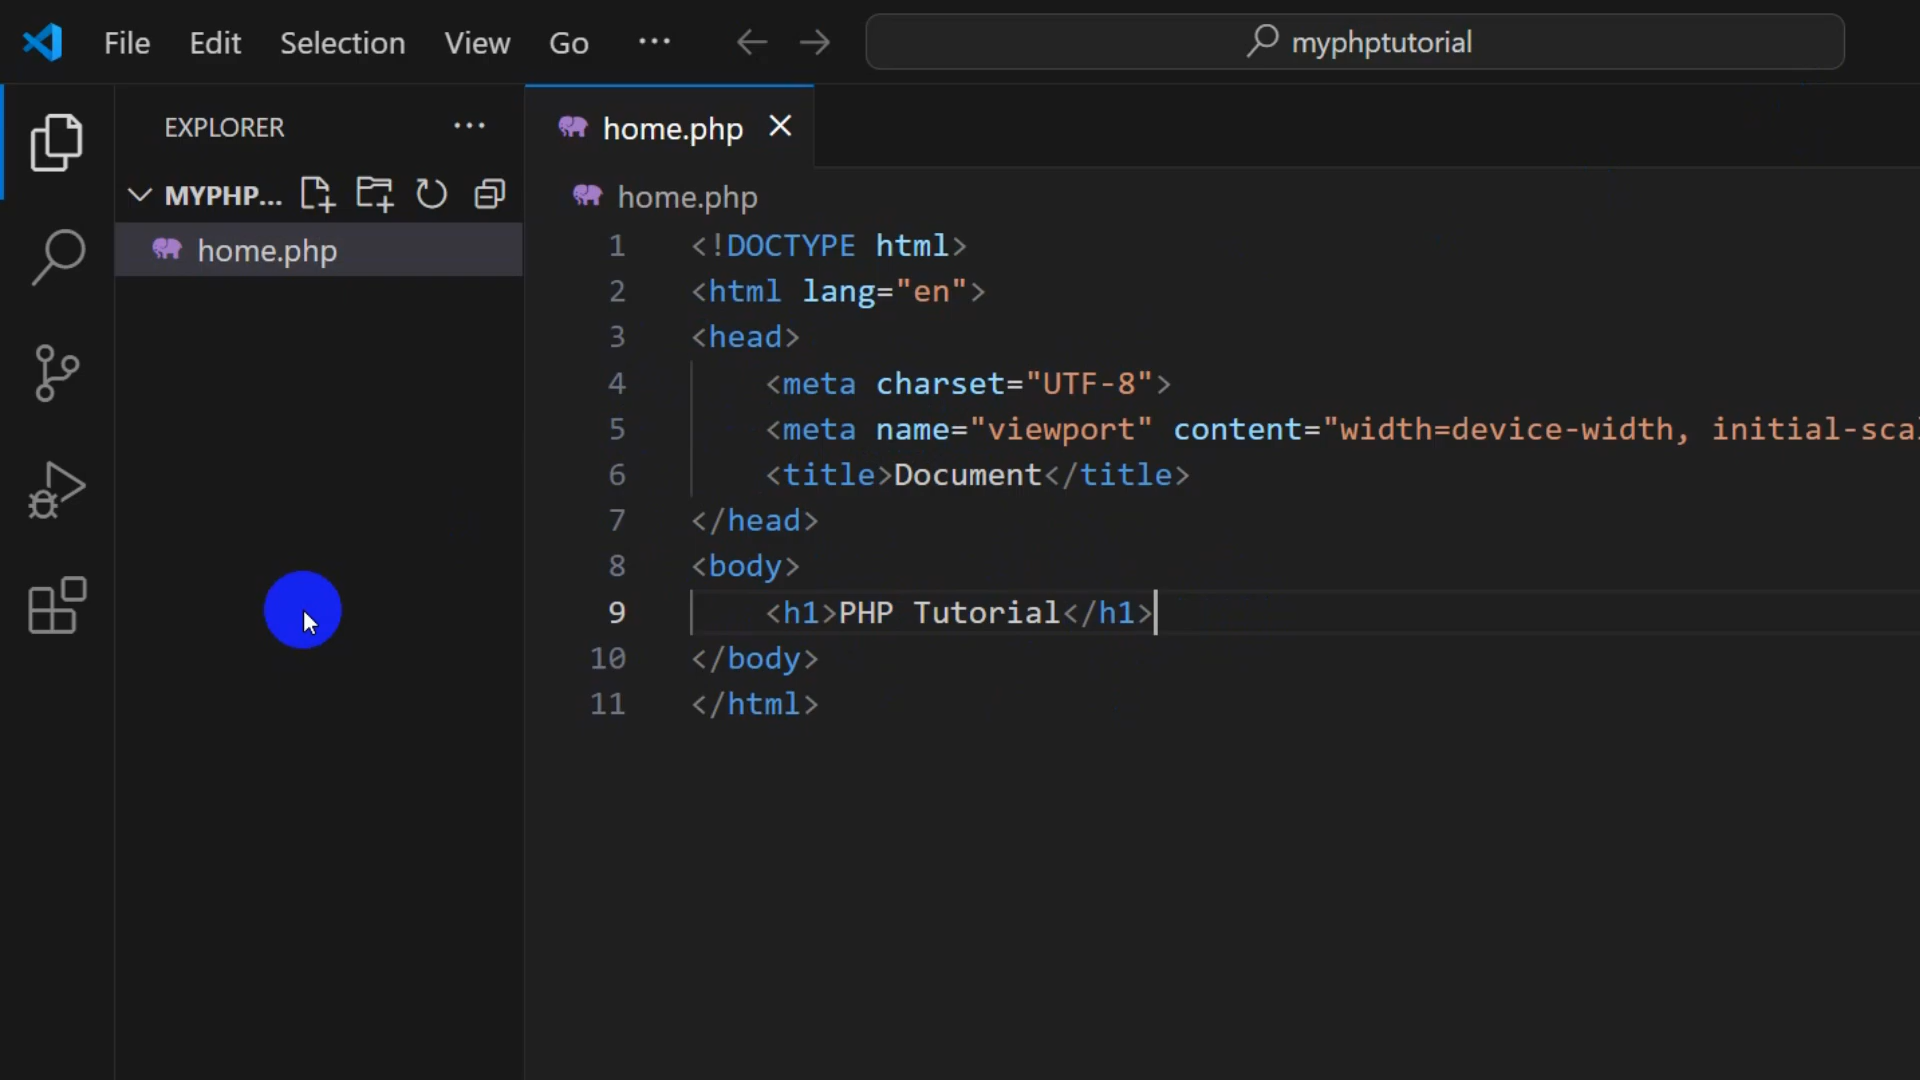 File Edit Selection View Go ··· myphptutorial
EXPLORER ···
MYPHP...
home.php
home.php
home.php
1 <!DOCTYPE html>
2 <html lang="en">
3 <head>
4 <meta charset="UTF-8">
5 <meta name="viewport" content="width=device-width, initial-scal
6 <title>Document</title>
7 </head>
8 <body>
9 <h1>PHP Tutorial</h1>
10 </body>
11 </html>